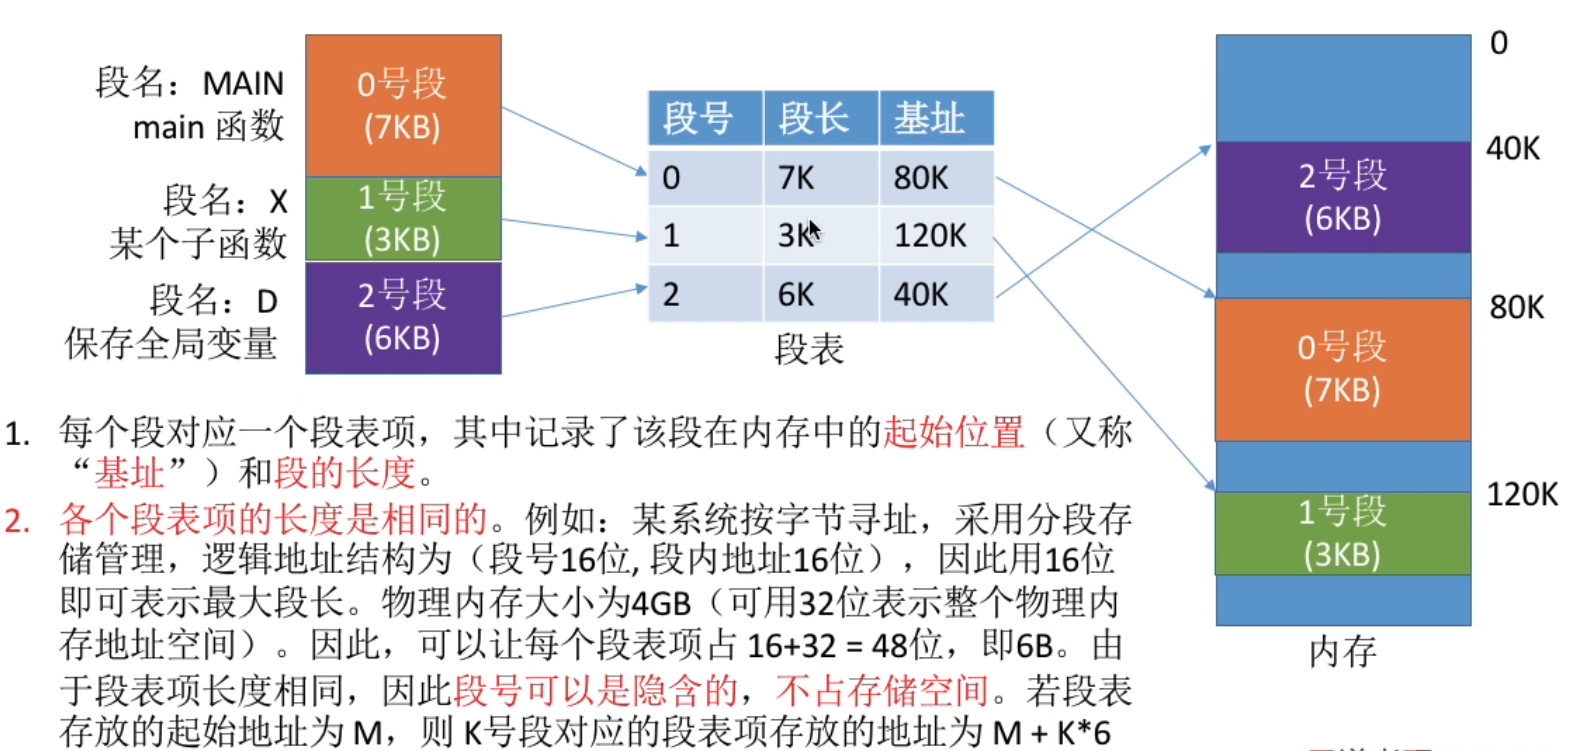 段名：MAIN
main 函数
段名：X
某个子函数
段名：D
保存全局变量
0号段
(7KB)
1号段
(3KB)
2号段
(6KB)
段号 段长 基址
0 7K 80K
1 3K 120K
2 6K 40K
段表
0
40K
2号段
(6KB)
80K
0号段
(7KB)
120K
1号段
(3KB)
内存
1. 每个段对应一个段表项，其中记录了该段在内存中的起始位置（又称
“基址”）和段的长度。
2. 各个段表项的长度是相同的。例如：某系统按字节寻址，采用分段存
储管理，逻辑地址结构为（段号16位, 段内地址16位），因此用16位
即可表示最大段长。物理内存大小为4GB（可用32位表示整个物理内
存地址空间）。因此，可以让每个段表项占 16+32 = 48位，即6B。由
于段表项长度相同，因此段号可以是隐含的，不占存储空间。若段表
存放的起始地址为 M，则 K号段对应的段表项存放的地址为 M + K*6